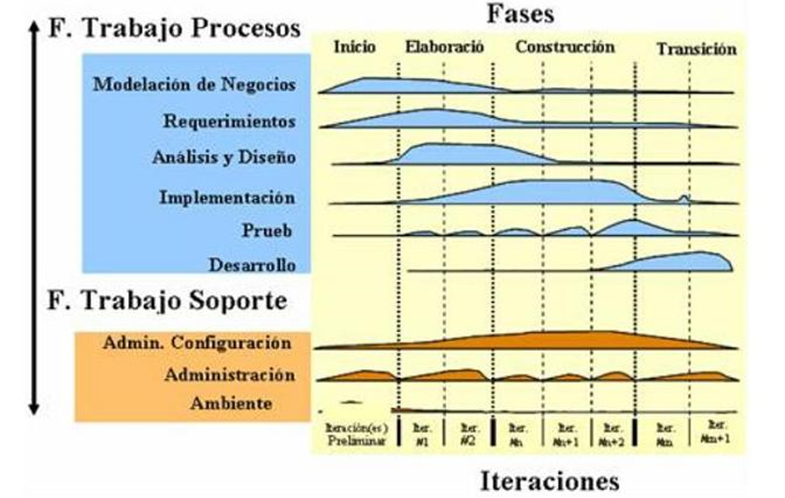 Fases
F. Trabajo Procesos
Inicio Elaboració Construcción Transición
Modelación de Negocios
Requerimientos
Análisis y Diseño
Implementación
Prueb
Desarrollo
F. Trabajo Soporte
Admin. Configuración
Administración
Ambiente
Iteración(es) Iter. Iter. Iter. Iter. Iter. Iter. Iter.
Preliminar #1 #2 #n #n+1 #n+2 #m #m+1
Iteraciones